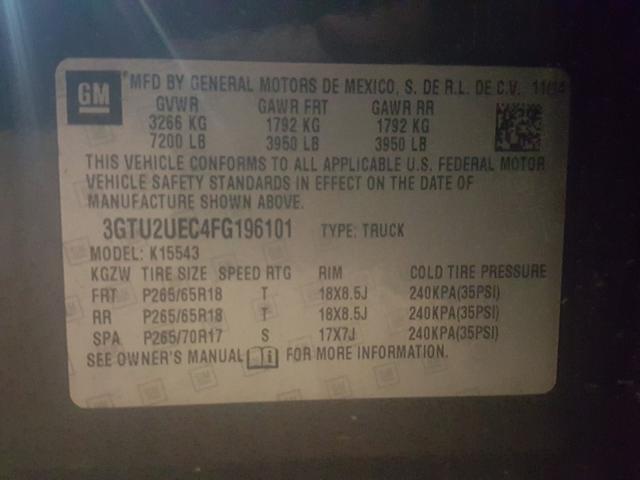 GM
® MFD BY GENERAL MOTORS DE MEXICO, S. DE R.L. DE C.V. 11/14
GVWR GAWR FRT GAWR RR
3266 KG 1792 KG 1792 KG
7200 LB 3950 LB 3950 LB
THIS VEHICLE CONFORMS TO ALL APPLICABLE U.S. FEDERAL MOTOR
VEHICLE SAFETY STANDARDS IN EFFECT ON THE DATE OF
MANUFACTURE SHOWN ABOVE.
3GTU2UEC4FG196101 TYPE: TRUCK
MODEL: K15543
KGZW TIRE SIZE SPEED RTG RIM COLD TIRE PRESSURE
FRT P265/65R18 T 18X8.5J 240KPA(35PSI)
RR P265/65R18 T 18X8.5J 240KPA(35PSI)
SPA P265/70R17 S 17X7J 240KPA(35PSI)
SEE OWNER'S MANUAL i FOR MORE INFORMATION.